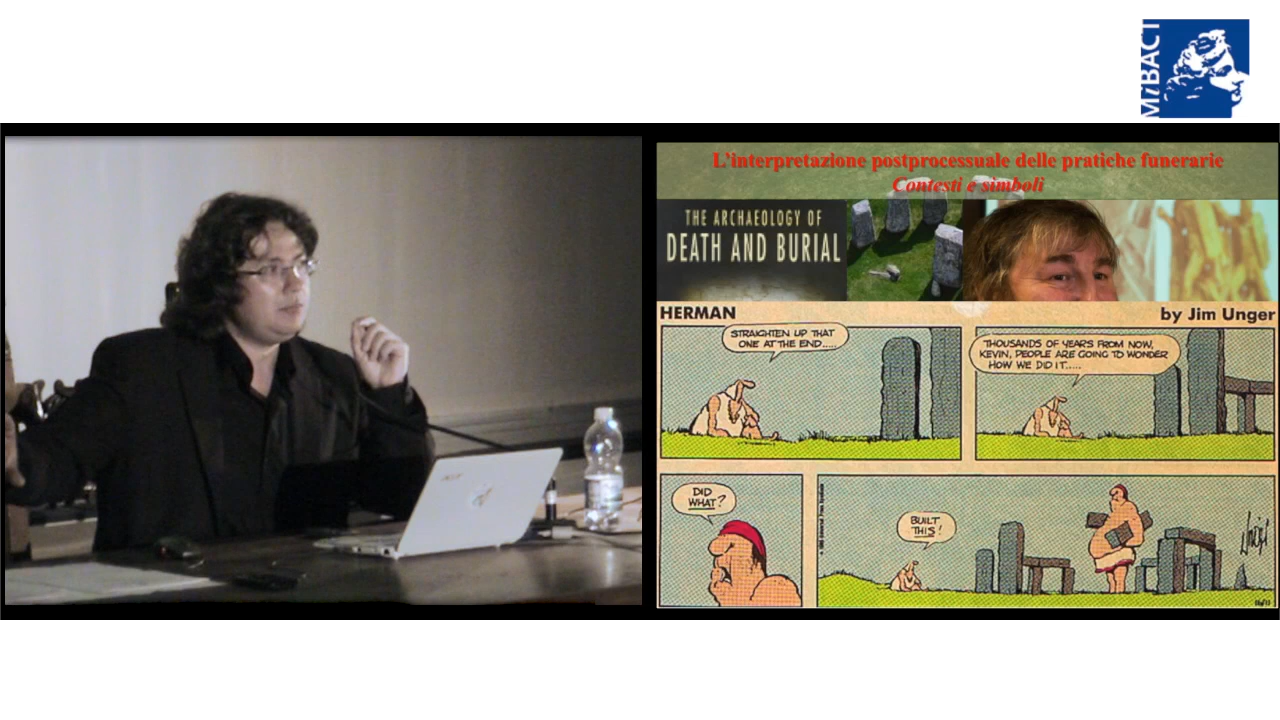 MiBACT
L'interpretazione postprocessuale delle pratiche funerarie
Contesti e simboli
THE ARCHAEOLOGY OF
DEATH AND BURIAL
HERMAN
by Jim Unger
STRAIGHTEN UP THAT
ONE AT THE END.....
THOUSANDS OF YEARS FROM NOW,
KEVIN, PEOPLE ARE GOING TO WONDER
HOW WE DID IT.....
DID
WHAT?
BUILT
THIS!
acer